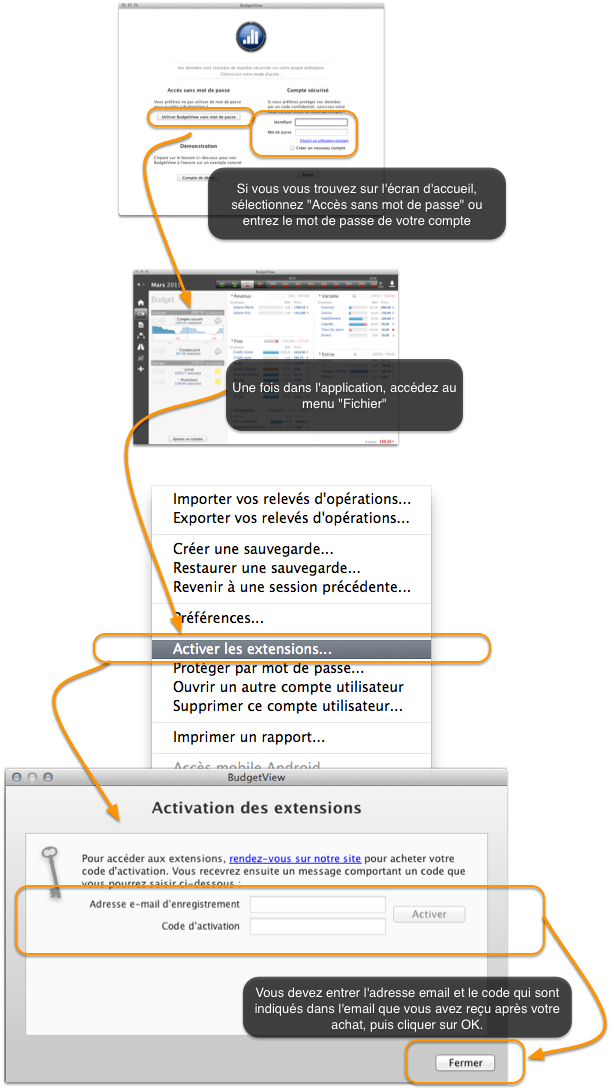 BudgetView
Vos données sont stockées de manière sécurisée sur votre propre ordinateur.
Choisissez votre mode d'accès :
Accès sans mot de passe
Compte sécurisé
Vous préférez ne pas utiliser de mot de passe
Si vous préférez protéger vos données
par un code confidentiel, saisissez votre
Utiliser BudgetView sans mot de passe
Identifiant
Mot de passe
Choisir un utilisateur existant
Créer un nouveau compte
Démonstration
Cliquez sur le bouton ci-dessous pour voir
BudgetView à l'oeuvre sur un exemple concret
Compte de
Si vous vous trouvez sur l'écran d'accueil,
sélectionnez "Accès sans mot de passe" ou
entrez le mot de passe de votre compte
BudgetView
Mars 2015
Budget
Revenus
Variable
Compte courant
Compte joint
Livret
Fixe
Extras
Ajouter un compte
Une fois dans l'application, accédez au
menu "Fichier"
Importer vos relevés d'opérations...
Exporter vos relevés d'opérations...
Créer une sauvegarde...
Restaurer une sauvegarde...
Revenir à une session précédente...
Préférences...
Activer les extensions...
Protéger par mot de passe...
Ouvrir un autre compte utilisateur
Supprimer ce compte utilisateur...
Imprimer un rapport...
Accès mobile Android
BudgetView
Activation des extensions
Pour accéder aux extensions, rendez-vous sur notre site pour acheter votre
code d'activation. Vous recevrez ensuite un message comportant un code que
vous pourrez saisir ci-dessous :
Adresse e-mail d'enregistrement
Activer
Code d'activation
Vous devez entrer l'adresse email et le code qui sont
indiqués dans l'email que vous avez reçu après votre
achat, puis cliquer sur OK.
Fermer